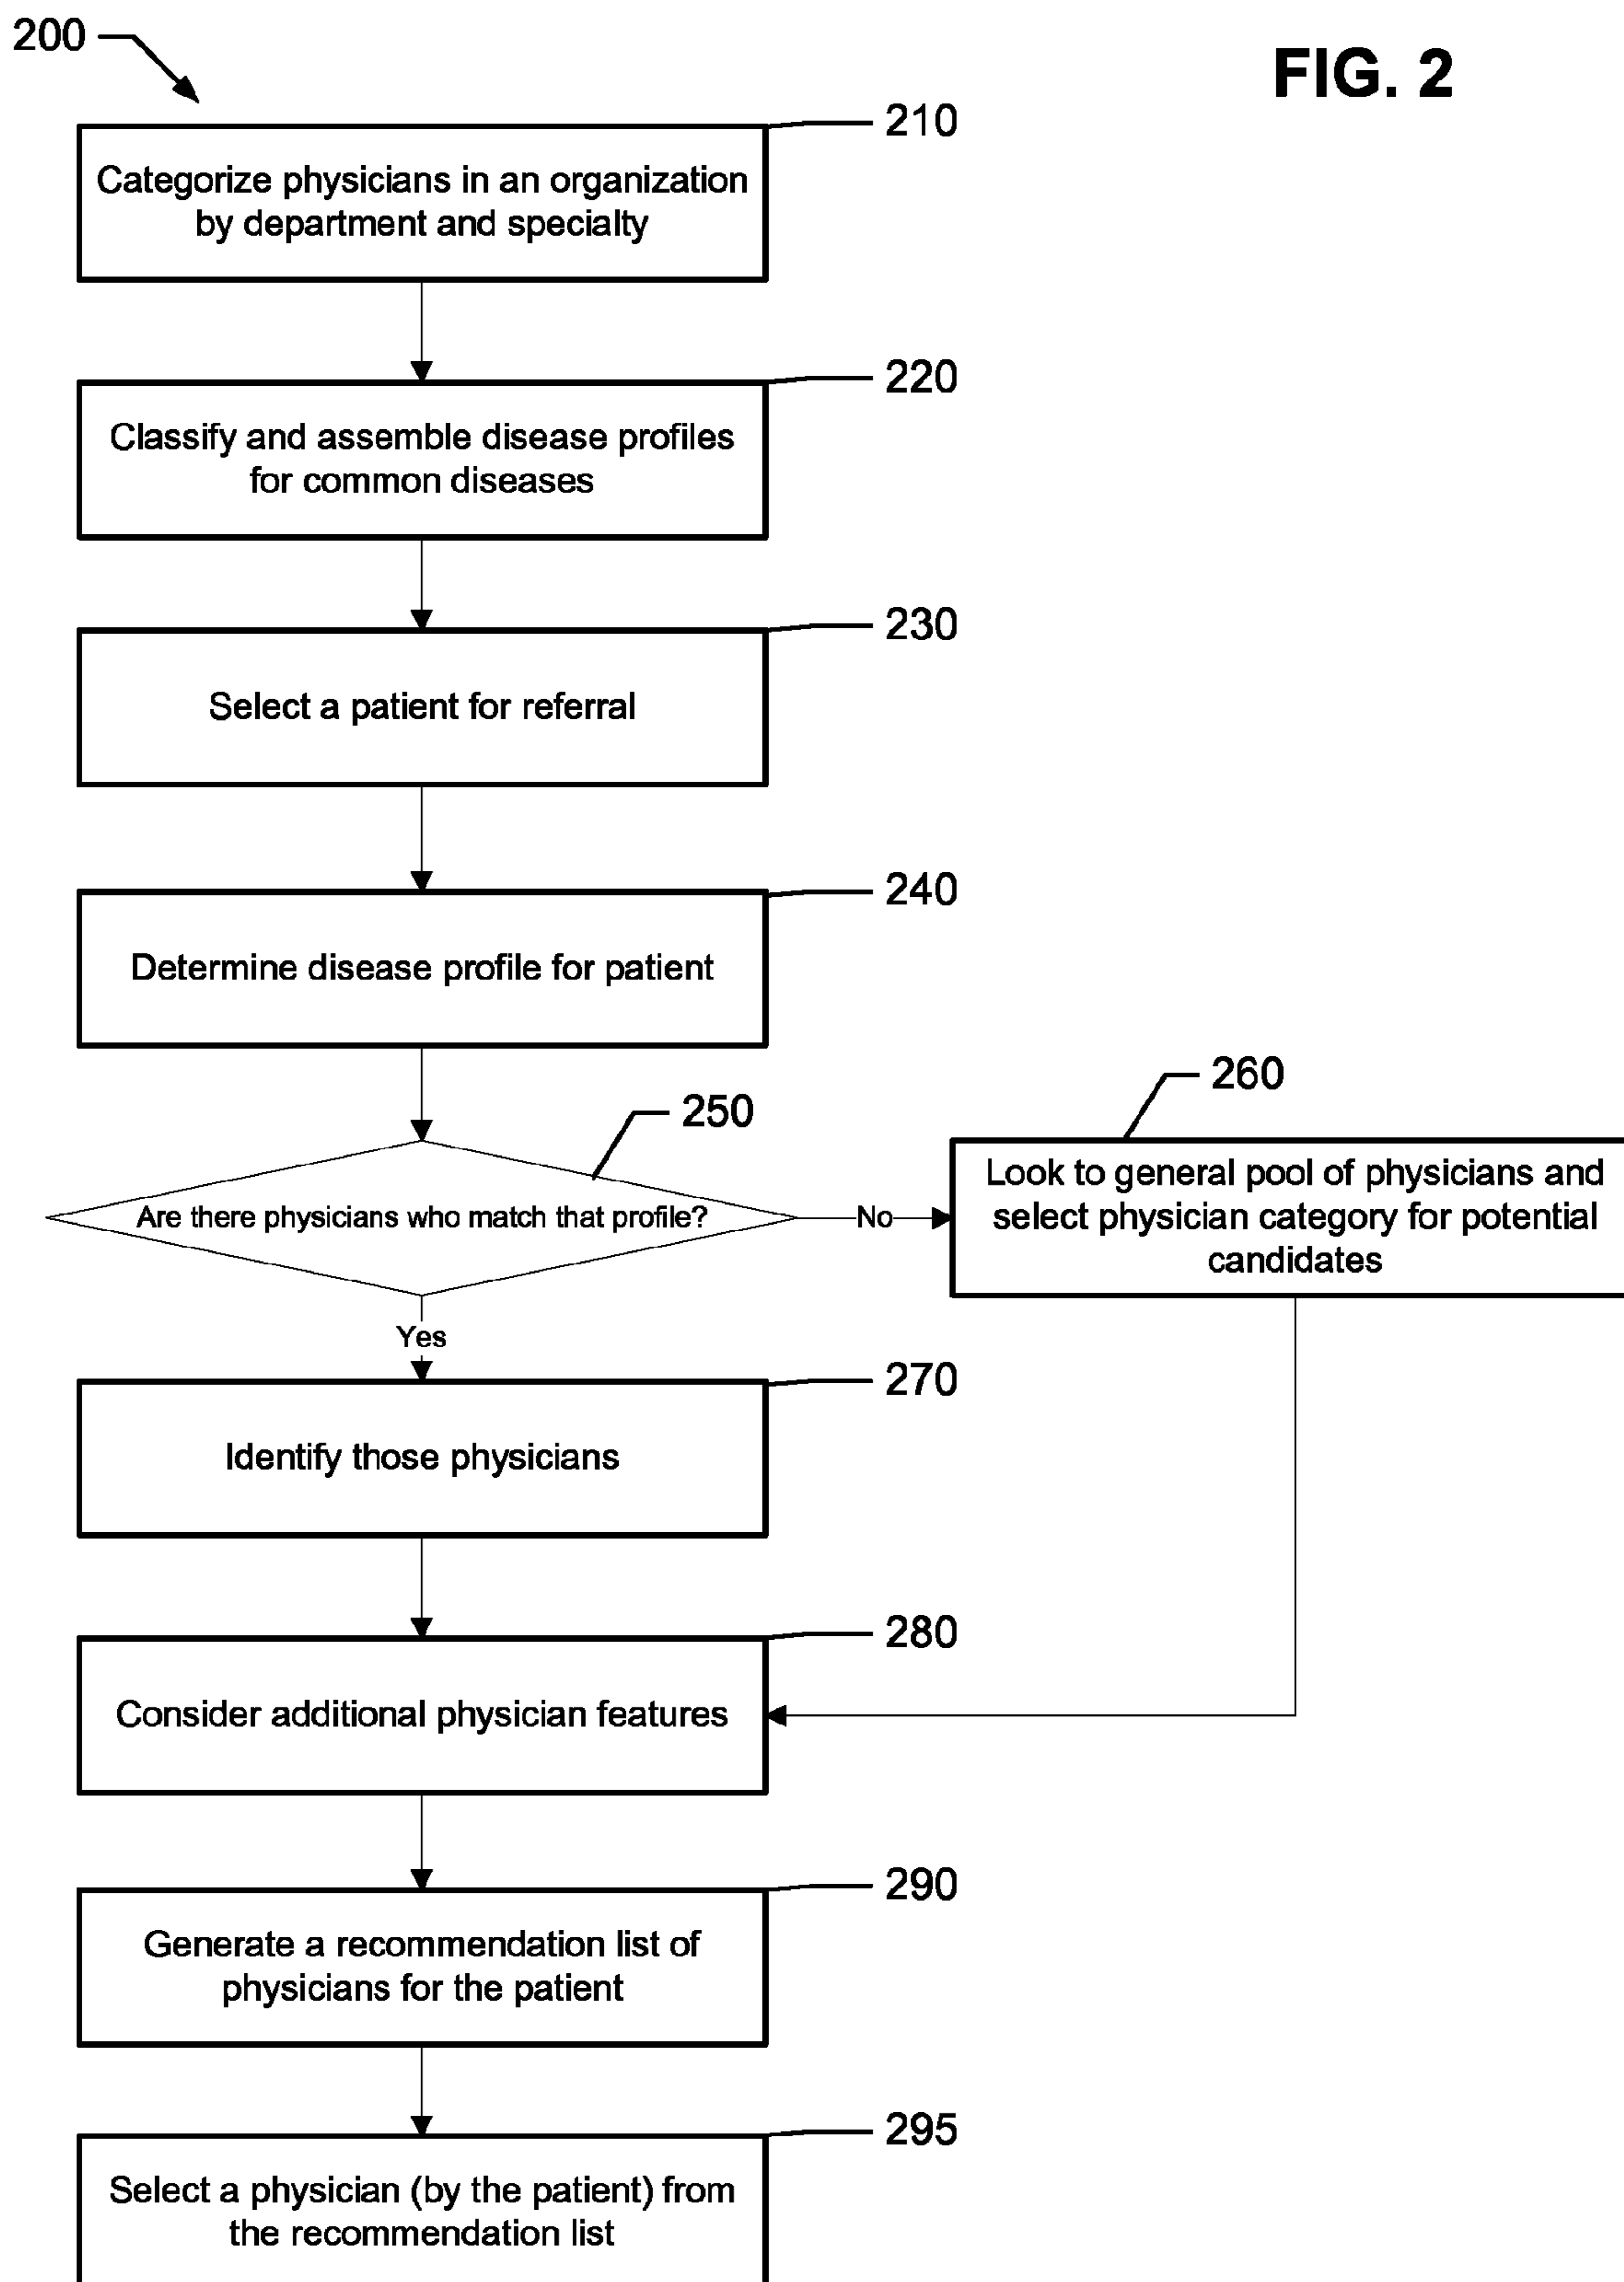 200
FIG. 2
210
Categorize physicians in an organization
by department and specialty
220
Classify and assemble disease profiles
for common diseases
230
Select a patient for referral
240
Determine disease profile for patient
250
Are there physicians who match that profile?
No
260
Look to general pool of physicians and
select physician category for potential
candidates
Yes
270
Identify those physicians
280
Consider additional physician features
290
Generate a recommendation list of
physicians for the patient
295
Select a physician (by the patient) from
the recommendation list